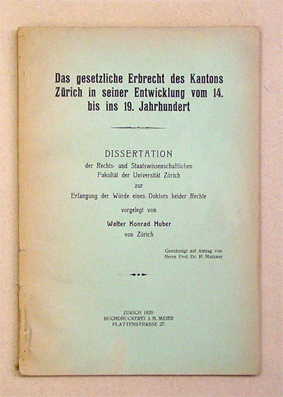 Das gesetzliche Erbrecht des Kantons
Zürich in seiner Entwicklung vom 14.
bis ins 19. Jahrhundert
DISSERTATION
der Rechts- und Staatswissenschaftlichen
Fakultät der Universität Zürich
zur
Erlangung der Würde eines Doktors beider Rechte
vorgelegt von
Walter Konrad Huber
von Zürich
Genehmigt auf Antrag von
Herrn Prof. Dr. P. Mutzner
ZÜRICH 1929
BUCHDRUCKEREI J. H. MEIER
PLATTENSTRASSE 27